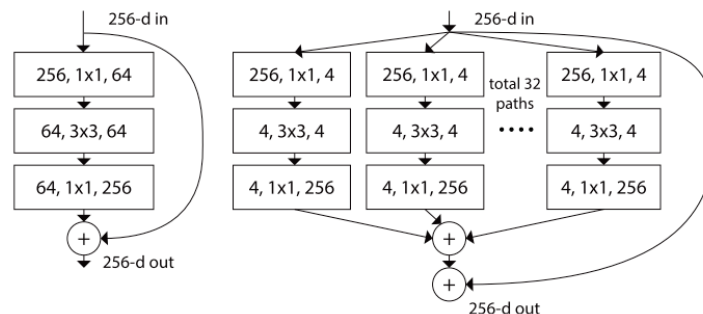 256-d in
256, 1x1, 64
64, 3x3, 64
64, 1x1, 256
+
256-d out
256-d in
256, 1x1, 4
256, 1x1, 4
256, 1x1, 4
total 32
paths
....
4, 3x3, 4
4, 3x3, 4
4, 3x3, 4
4, 1x1, 256
4, 1x1, 256
4, 1x1, 256
+
+
256-d out